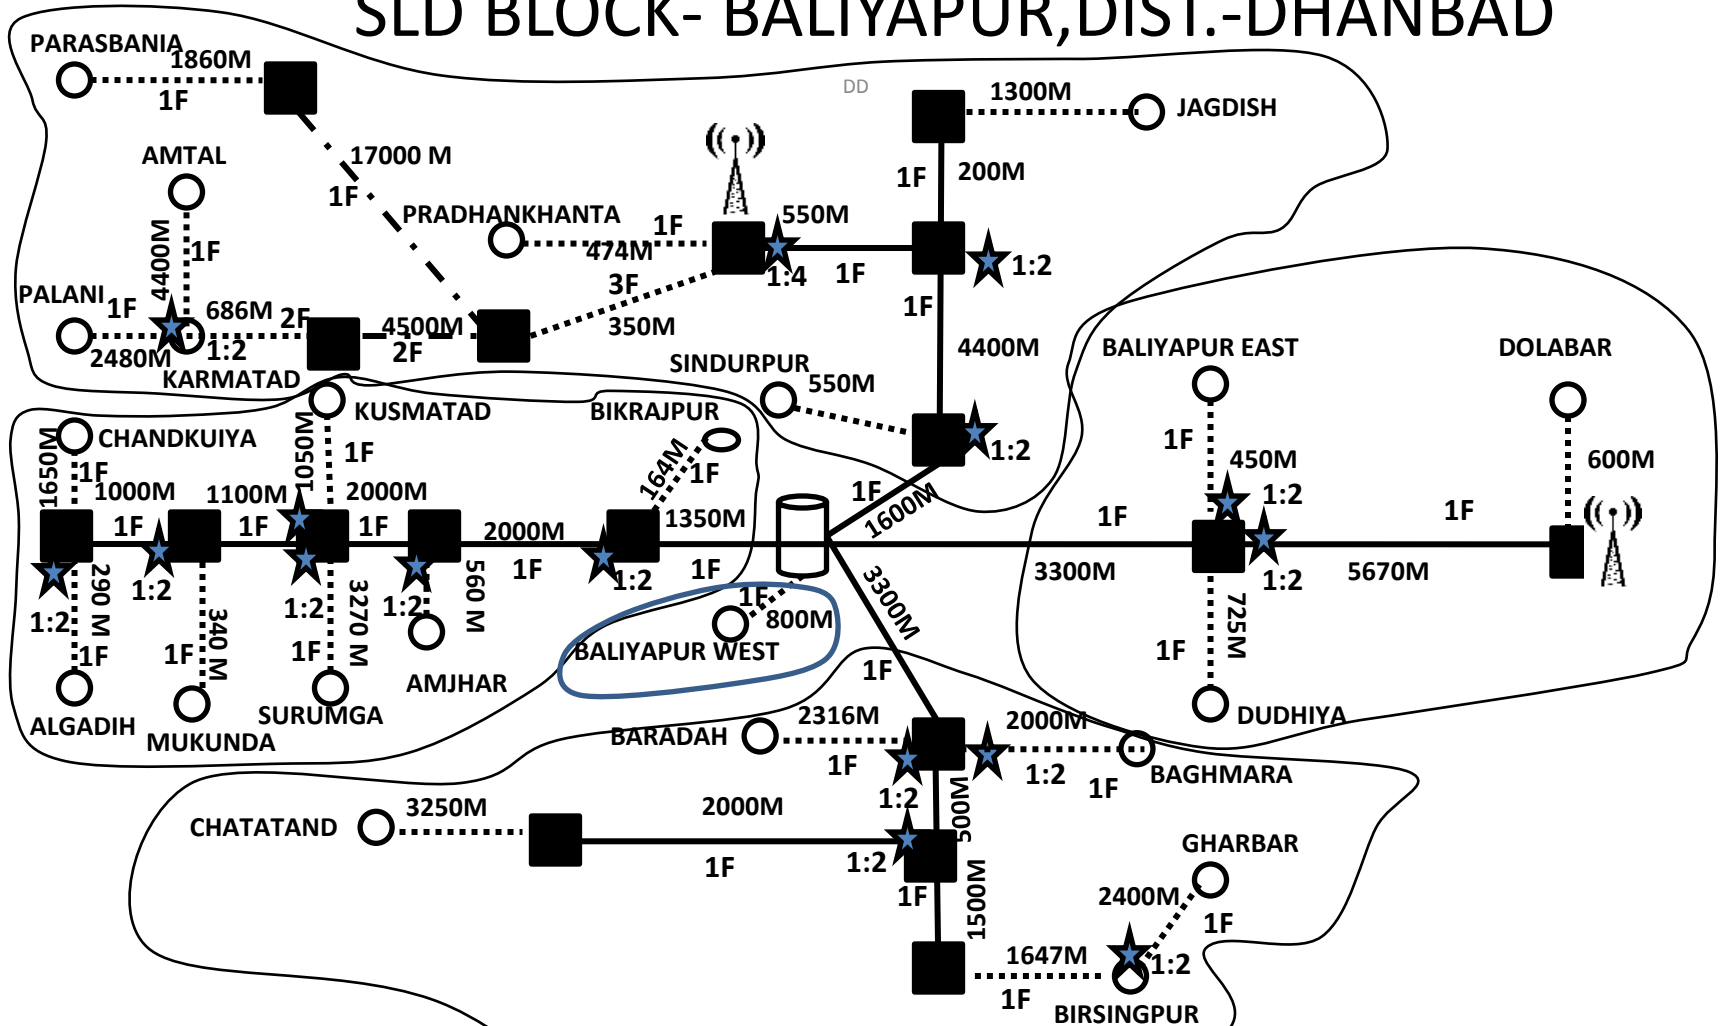 SLD BLOCK- BALIYAPUR,DIST.-DHANBAD
PARASBANIA
1860M
1F
DD
1300M
JAGDISH
AMTAL
17000 M
1F
1F
200M
PRADHANKHANTA
1F
474M
550M
1:4
1F
1:2
4400M
1F
3F
350M
1F
4400M
PALANI
1F
686M
2F
2480M
1:2
KARMATAD
4500M
2F
SINDURPUR
550M
1:2
BALIYAPUR EAST
DOLABAR
KUSMATAD
BIKRAJPUR
CHANDKUIYA
1650M
1F
1050M
1F
164M
1F
1F
450M
1:2
600M
1000M
1F
1100M
1F
2000M
1F
2000M
1F
1350M
1F
1F
1600M
1F
3300M
1F
5670M
1:2
1:2
1:2
1:2
1:2
1:2
290 M
1F
340 M
1F
3270 M
1F
560 M
1F
800M
BALIYAPUR WEST
3300M
1F
725M
1F
ALGADIH
MUKUNDA
SURUMGA
AMJHAR
DUDHIYA
BARADAH
2316M
1F
1:2
2000M
1:2
1F
BAGHMARA
CHATATAND
3250M
2000M
1F
1:2
500M
1F
1500M
GHARBAR
2400M
1F
1647M
1F
1:2
BIRSINGPUR